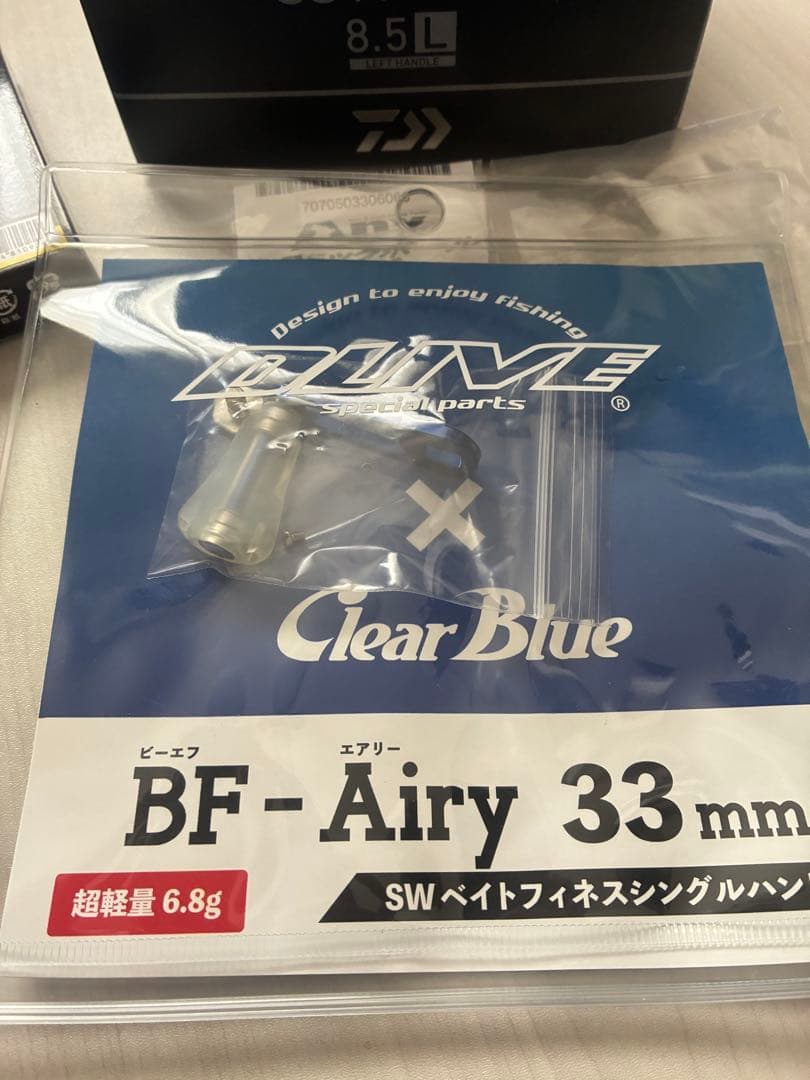 8.5 L
LEFT HANDLE
Design to enjoy fishing
DLIVE
special parts
®
×
Clear Blue
ビーエフ エアリー
BF-Airy 33mm
超軽量 6.8g
SWベイトフィネスシングルハン